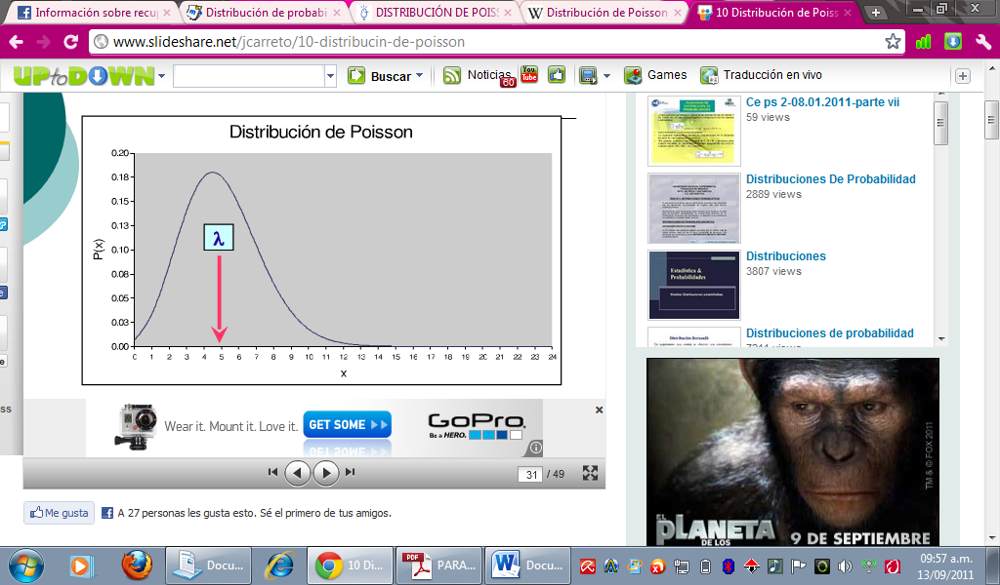 Información sobre recup
Distribución de probabi
DISTRIBUCIÓN DE POIS
Distribución de Poisson
10 Distribución de Poiss
www.slideshare.net/jcarreto/10-distribucin-de-poisson
UPtoDOWN
Buscar
Noticias
60
You Tube
Games
Traducción en vivo
Distribución de Poisson
P(x)
0.20
0.18
0.15
0.13
0.10
0.08
0.05
0.03
0.00
λ
0 1 2 3 4 5 6 7 8 9 10 11 12 13 14 15 16 17 18 19 20 21 22 23 24
x
Ce ps 2-08.01.2011-parte vii
59 views
Distribuciones De Probabilidad
2889 views
Estadística & Probabilidades
Distribuciones
3807 views
Distribuciones de probabilidad
Wear it. Mount it. Love it.
GET SOME
GoPro
Be a HERO.
31 / 49
Me gusta
A 27 personas les gusta esto. Sé el primero de tus amigos.
EL PLANETA DE LOS
9 DE SEPTIEMBRE
TM & © FOX 2011
Docu...
10 Di...
PDF
PARA...
Docu...
09:57 a.m.
13/09/2011